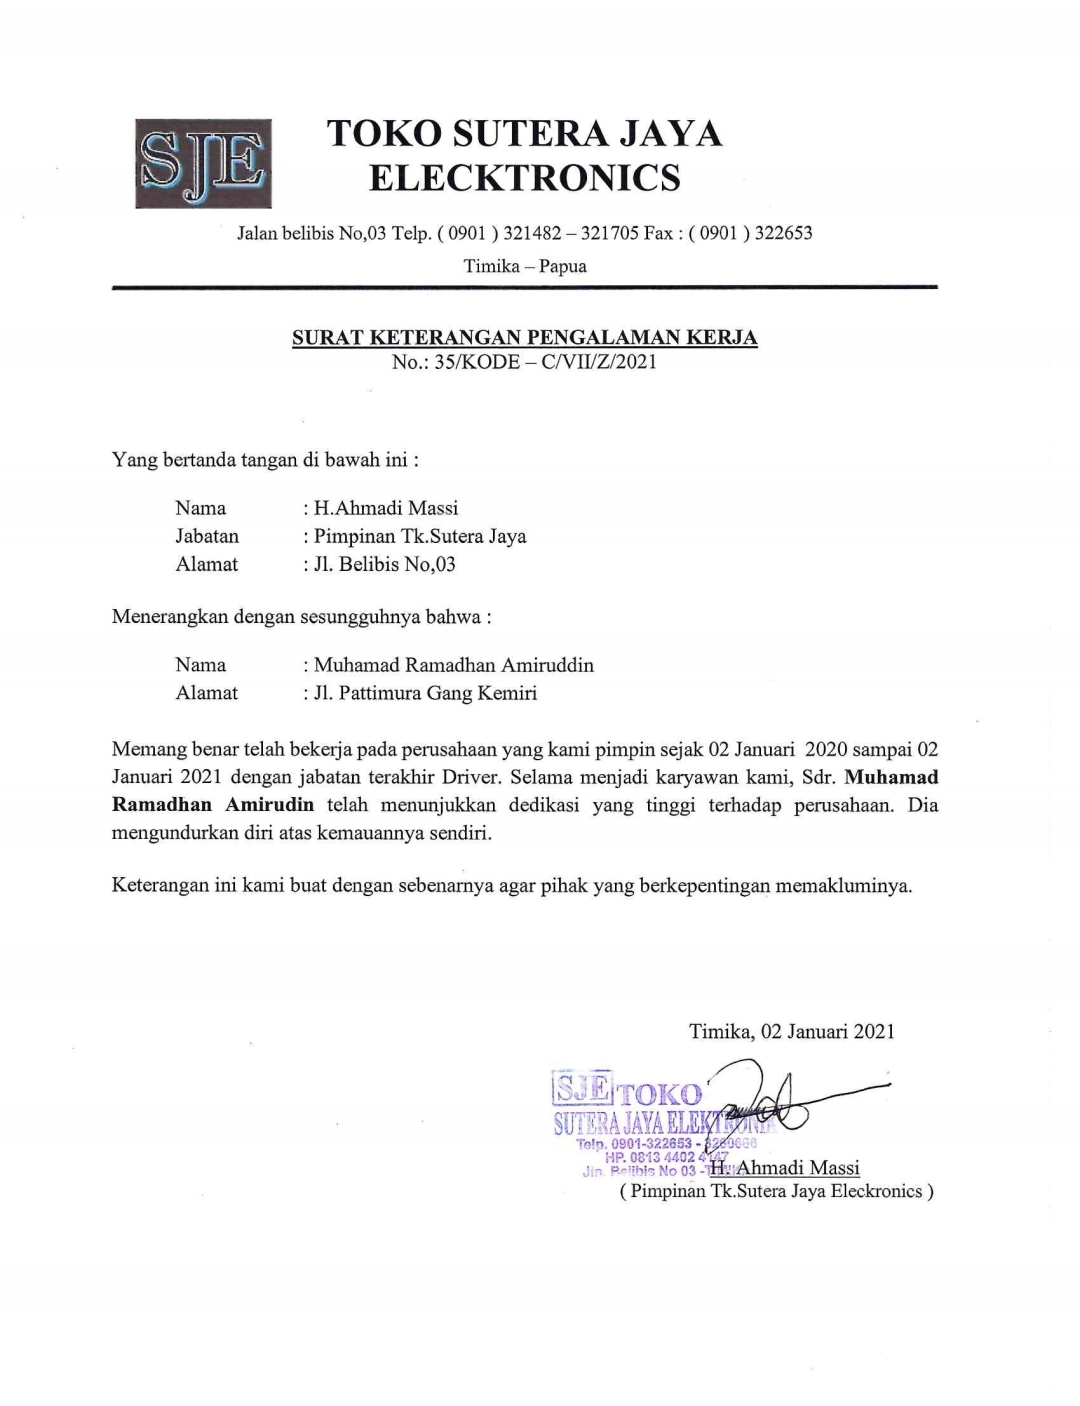 SJE
TOKO SUTERA JAYA
ELECKTRONICS
Jalan belibis No,03 Telp. ( 0901 ) 321482 – 321705 Fax : ( 0901 ) 322653
Timika – Papua
SURAT KETERANGAN PENGALAMAN KERJA
No.: 35/KODE – C/VII/Z/2021
Yang bertanda tangan di bawah ini :
Nama : H.Ahmadi Massi
Jabatan : Pimpinan Tk.Sutera Jaya
Alamat : Jl. Belibis No,03
Menerangkan dengan sesungguhnya bahwa :
Nama : Muhamad Ramadhan Amiruddin
Alamat : Jl. Pattimura Gang Kemiri
Memang benar telah bekerja pada perusahaan yang kami pimpin sejak 02 Januari 2020 sampai 02
Januari 2021 dengan jabatan terakhir Driver. Selama menjadi karyawan kami, Sdr. Muhamad
Ramadhan Amirudin telah menunjukkan dedikasi yang tinggi terhadap perusahaan. Dia
mengundurkan diri atas kemauannya sendiri.
Keterangan ini kami buat dengan sebenarnya agar pihak yang berkepentingan memakluminya.
Timika, 02 Januari 2021
SJE TOKO
SUTERA JAYA
Telp. 0901-322653 -
HP. 0813 4402 4147
Jln. Belibis No 03 -
H. Ahmadi Massi
( Pimpinan Tk.Sutera Jaya Eleckronics )